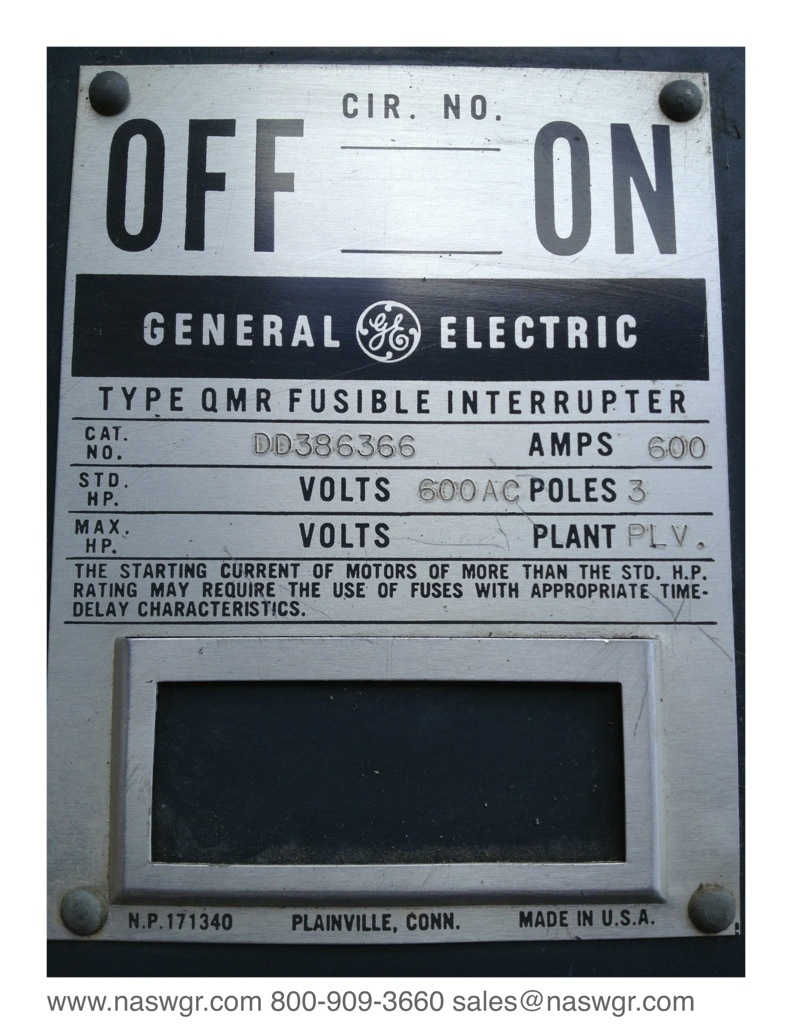 CIR. NO.
OFF ON
GENERAL GE ELECTRIC
TYPE QMR FUSIBLE INTERRUPTER
CAT. NO. DD386366 AMPS 600
STD. HP. VOLTS 600AC POLES 3
MAX. HP. VOLTS PLANT PLV.
THE STARTING CURRENT OF MOTORS OF MORE THAN THE STD. H.P.
RATING MAY REQUIRE THE USE OF FUSES WITH APPROPRIATE TIME-
DELAY CHARACTERISTICS.
N.P.171340 PLAINVILLE, CONN. MADE IN U.S.A.
www.naswgr.com 800-909-3660 sales@naswgr.com